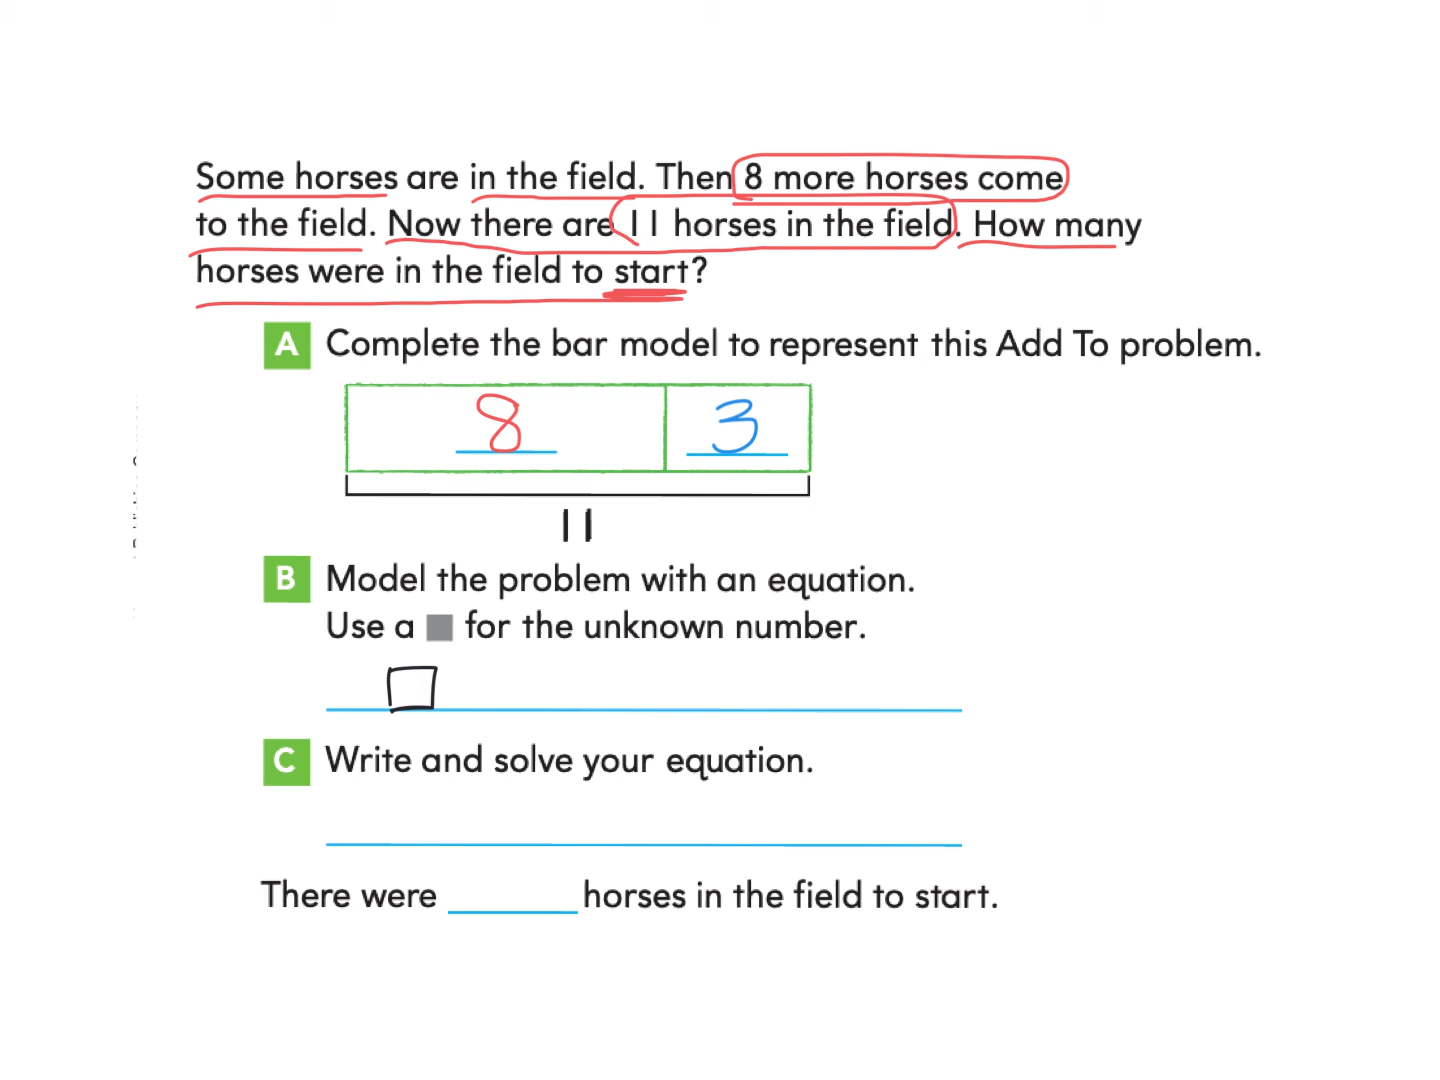 Some horses are in the field. Then 8 more horses come
to the field. Now there are 11 horses in the field. How many
horses were in the field to start?
A Complete the bar model to represent this Add To problem.
8 3
11
B Model the problem with an equation.
Use a ■ for the unknown number.
□
C Write and solve your equation.
There were ______ horses in the field to start.